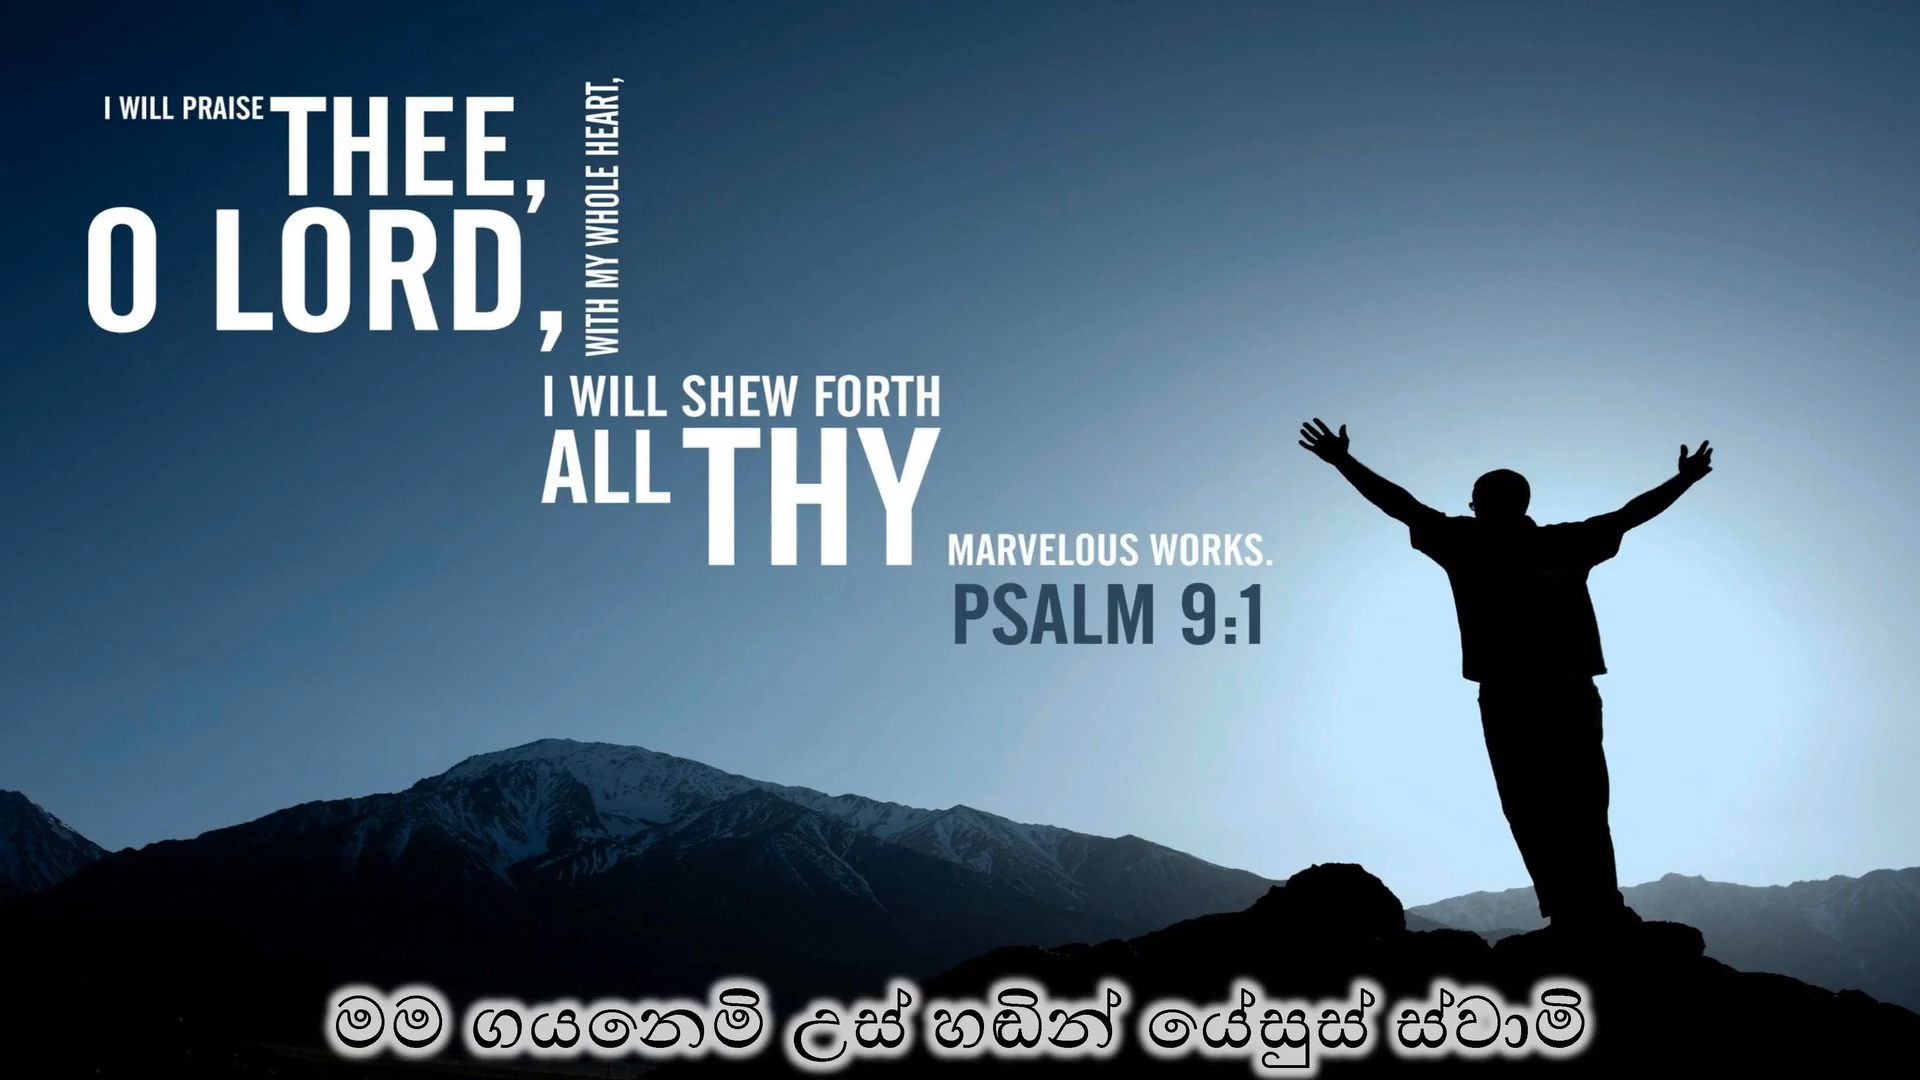 I WILL PRAISE THEE,
O LORD,
WITH MY WHOLE HEART,
I WILL SHEW FORTH
ALL THY
MARVELOUS WORKS.
PSALM 9:1
මම ගයනෙමි උස් හඬින් යේසුස් ස්වාමි